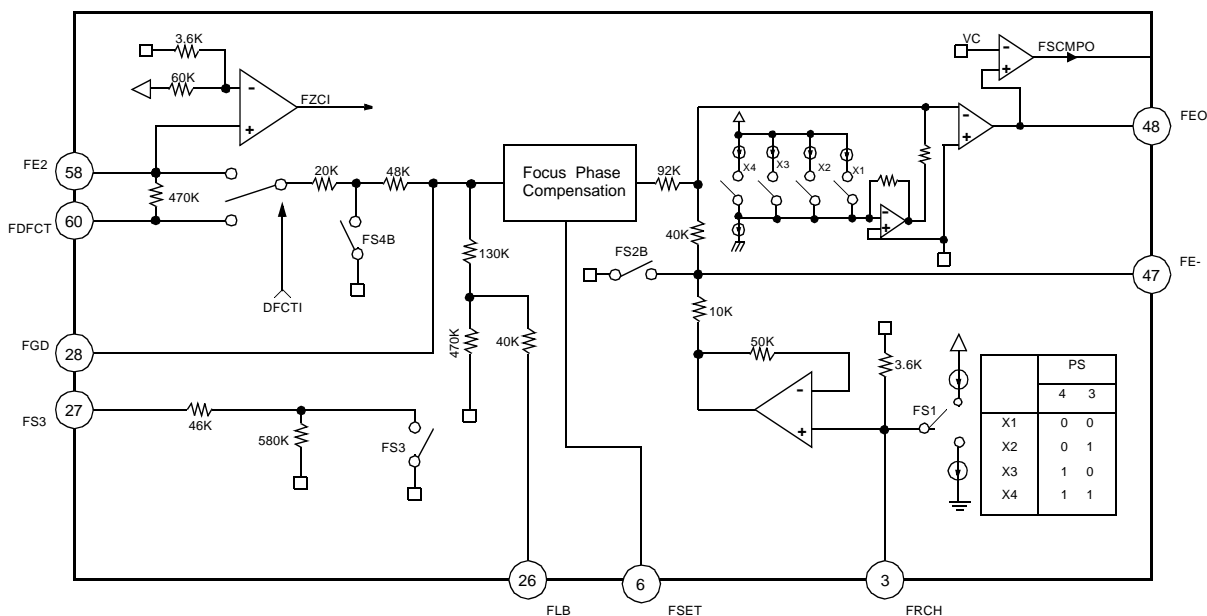 VC
FSCMPO
3.6K
60K
FZCI
FEO
48
FE2
58
470K
FDFCT
60
20K
48K
FS4B
DFCTI
Focus Phase
Compensation
92K
X4
X3
X2
X1
40K
FS2B
47
FE-
130K
10K
470K
40K
FGD
28
50K
3.6K
FS1
PS
4 3
X1 0 0
X2 0 1
X3 1 0
X4 1 1
27
FS3
46K
580K
FS3
26
FLB
6
FSET
3
FRCH